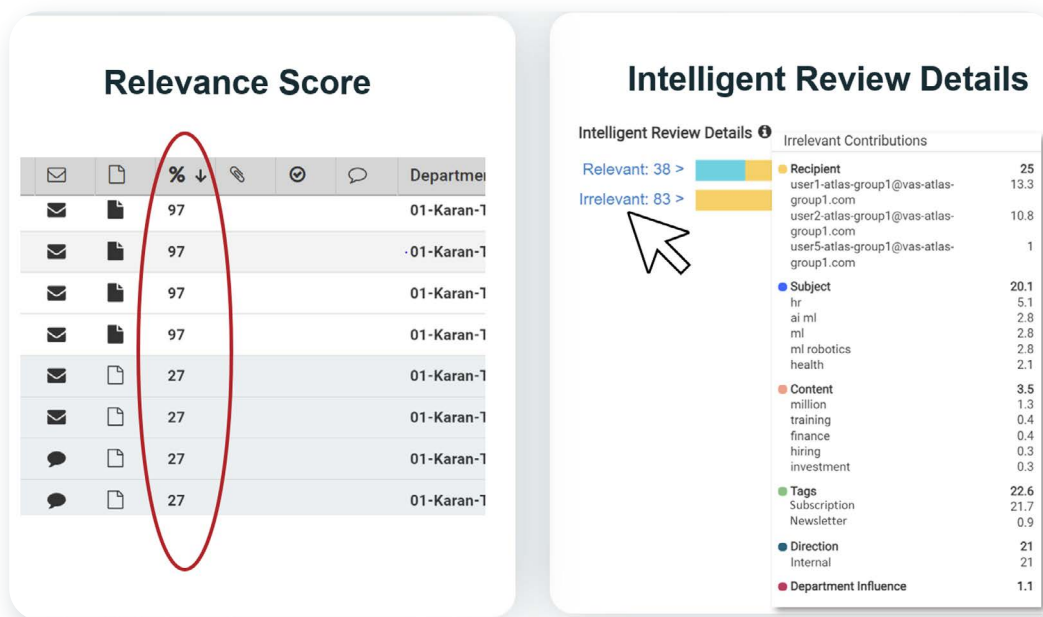 Relevance Score
% ↓ Departmen
97 01-Karan-T
97 01-Karan-T
97 01-Karan-T
97 01-Karan-T
27 01-Karan-T
27 01-Karan-T
27 01-Karan-T
27 01-Karan-T
Intelligent Review Details
Intelligent Review Details
Relevant: 38 >
Irrelevant: 83 >
Irrelevant Contributions
Recipient 25
user1-atlas-group1@vas-atlas- 13.3
group1.com
user2-atlas-group1@vas-atlas- 10.8
group1.com
user5-atlas-group1@vas-atlas- 1
group1.com
Subject 20.1
hr 5.1
ai ml 2.8
ml 2.8
ml robotics 2.8
health 2.1
Content 3.5
million 1.3
training 0.4
finance 0.4
hiring 0.3
investment 0.3
Tags 22.6
Subscription 21.7
Newsletter 0.9
Direction 21
Internal 21
Department Influence 1.1